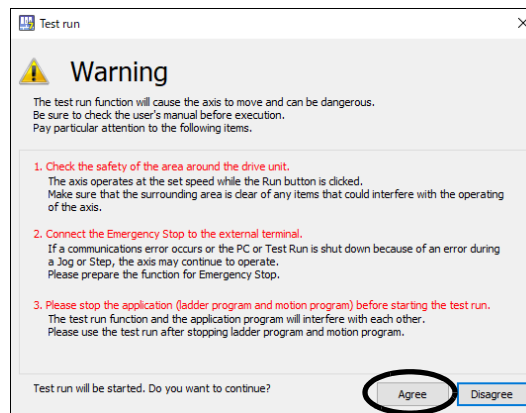 Test run
Warning
The test run function will cause the axis to move and can be dangerous.
Be sure to check the user's manual before execution.
Pay particular attention to the following items.
1. Check the safety of the area around the drive unit.
The axis operates at the set speed while the Run button is clicked.
Make sure that the surrounding area is clear of any items that could interfere with the operating
of the axis.
2. Connect the Emergency Stop to the external terminal.
If a communications error occurs or the PC or Test Run is shut down because of an error during
a Jog or Step, the axis may continue to operate.
Please prepare the function for Emergency Stop.
3. Please stop the application (ladder program and motion program) before starting the test run.
The test run function and the application program will interfere with each other.
Please use the test run after stopping ladder program and motion program.
Test run will be started. Do you want to continue?
Agree
Disagree